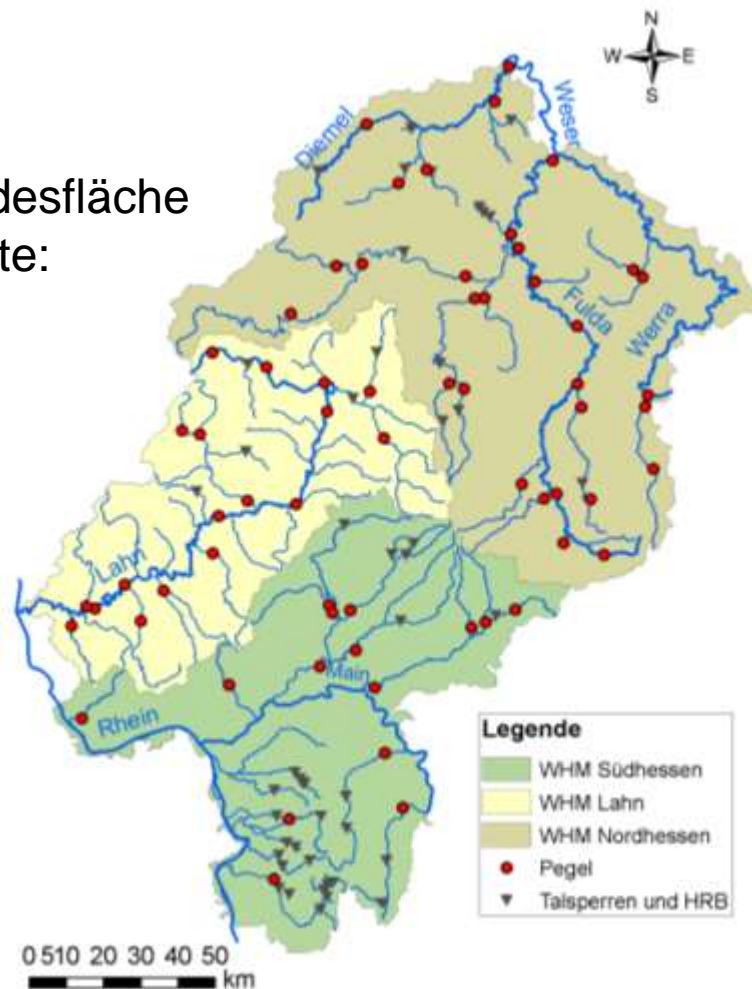 N
W E
S
desfläche
te:
Diemel
Weser
Fulda
Werra
Lahn
Main
Rhein
Legende
WHM Südhessen
WHM Lahn
WHM Nordhessen
Pegel
Talsperren und HRB
0 5 10 20 30 40 50
km